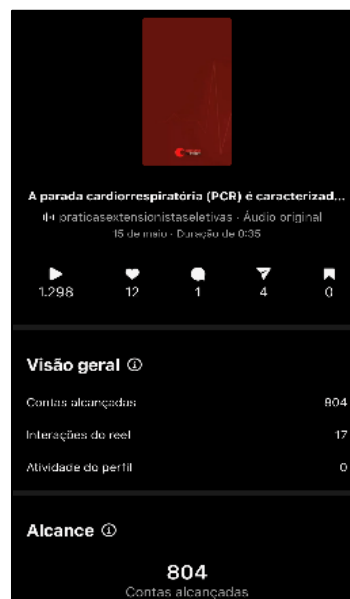 A parada cardiorrespiratória (PCR) é caracterizad...
praticasextensionistaseletivas · Áudio original
15 de maio · Duração de 0:35
1.298 12 1 4 0
Visão geral
Contas alcançadas 804
Interações do reel 17
Atividade do perfil 0
Alcance
804
Contas alcançadas